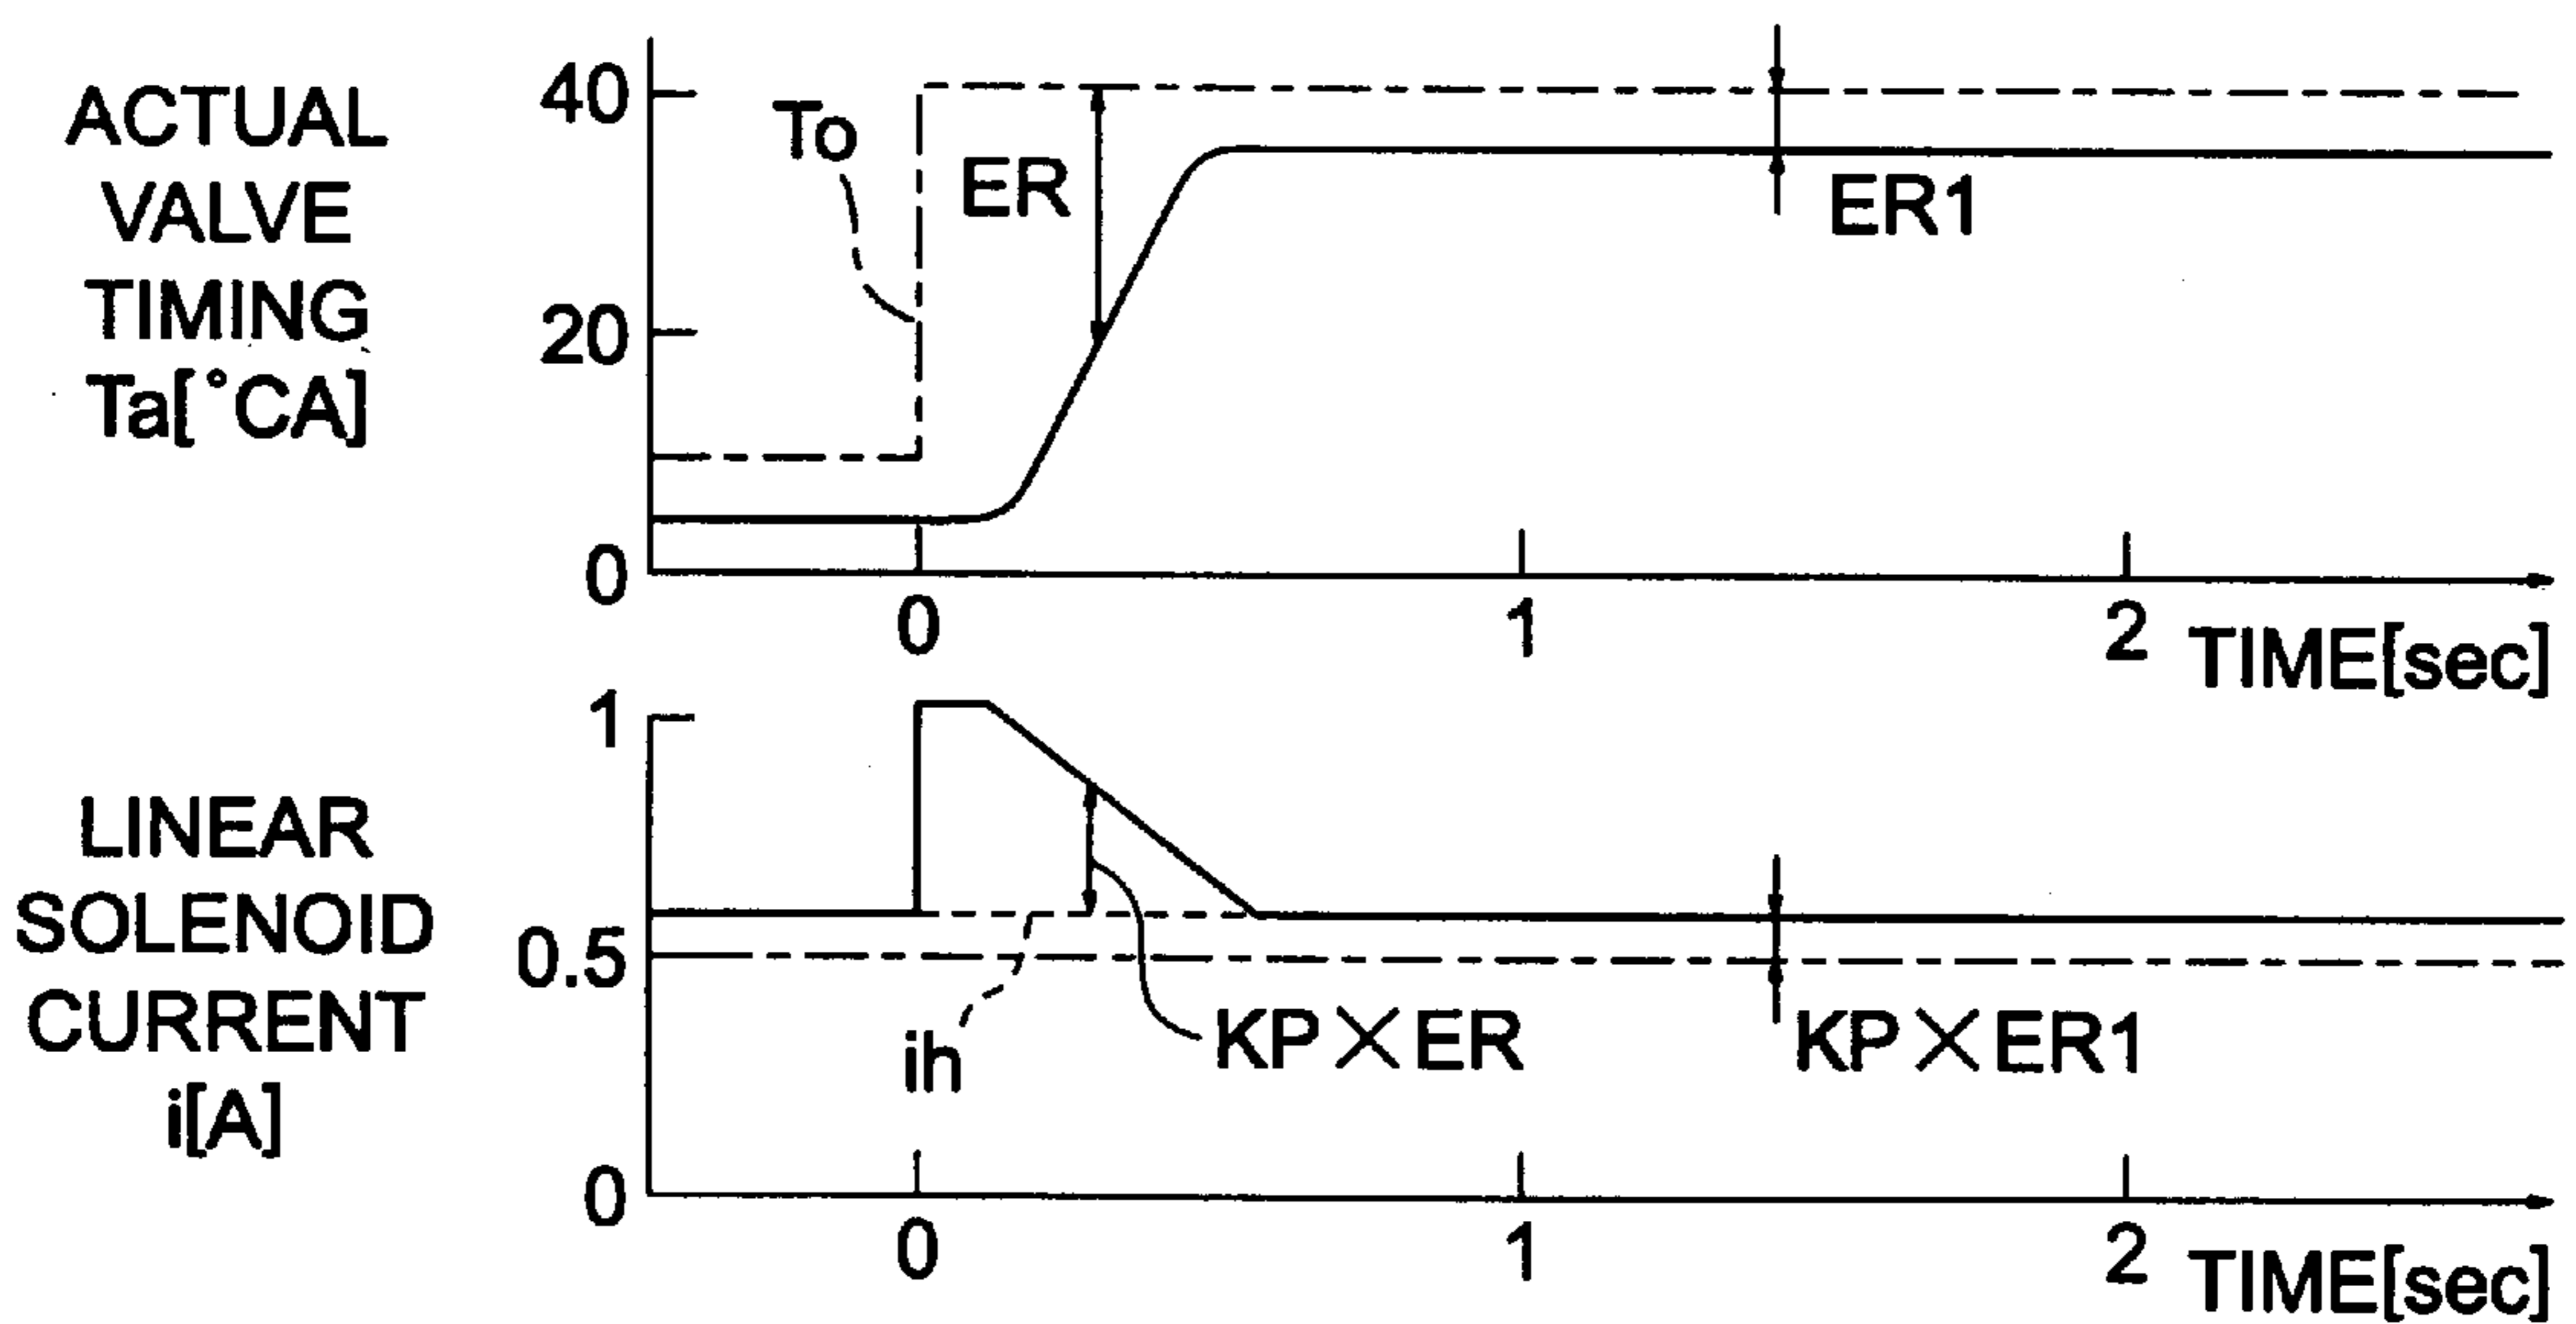 ACTUAL
VALVE
TIMING
Ta[°CA]
40
20
0
To
ER
ER1
0
1
2
TIME[sec]
LINEAR
SOLENOID
CURRENT
i[A]
1
0.5
0
ih
KP×ER
KP×ER1
0
1
2
TIME[sec]